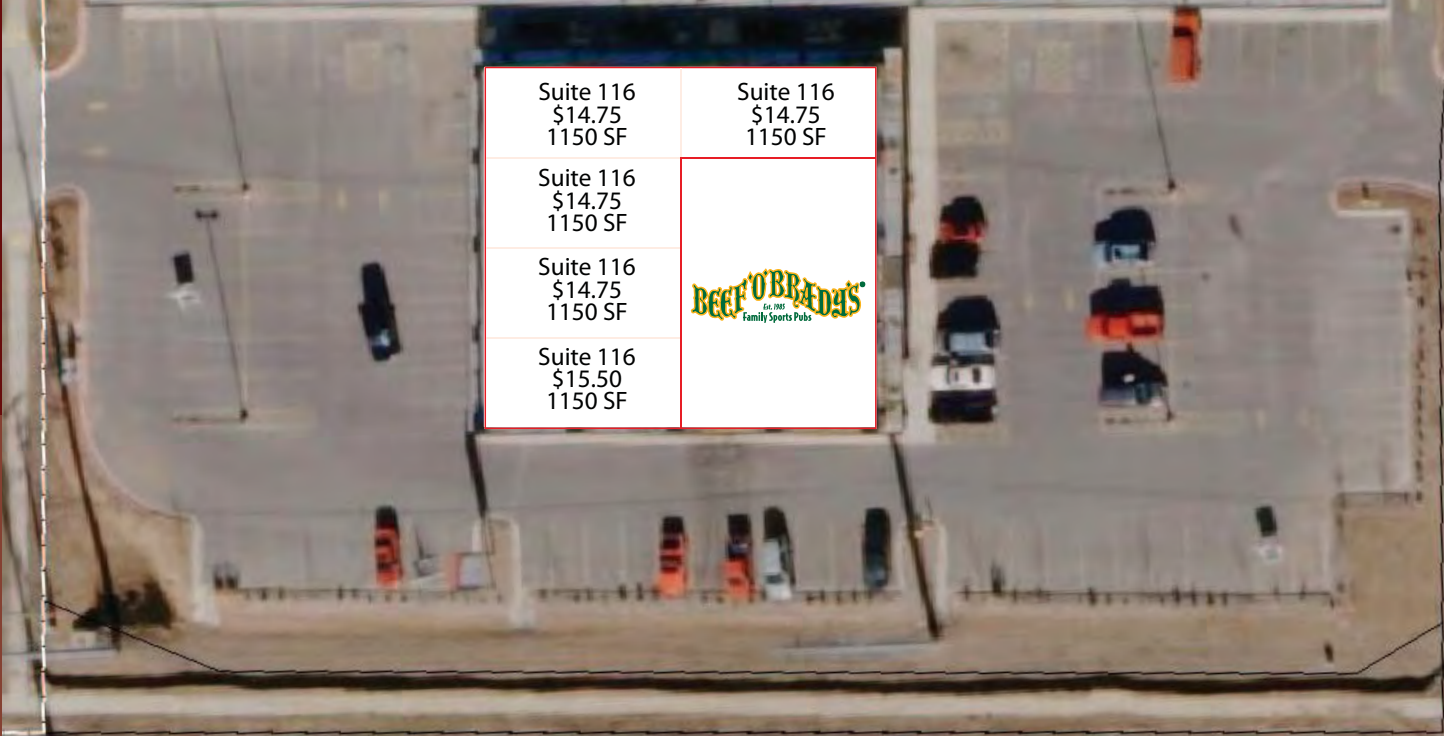 Suite 116
$14.75
1150 SF
Suite 116
$14.75
1150 SF
Suite 116
$14.75
1150 SF
Suite 116
$14.75
1150 SF
Suite 116
$15.50
1150 SF
BEEF 'O' BRADY'S
Est. 1985
Family Sports Pubs